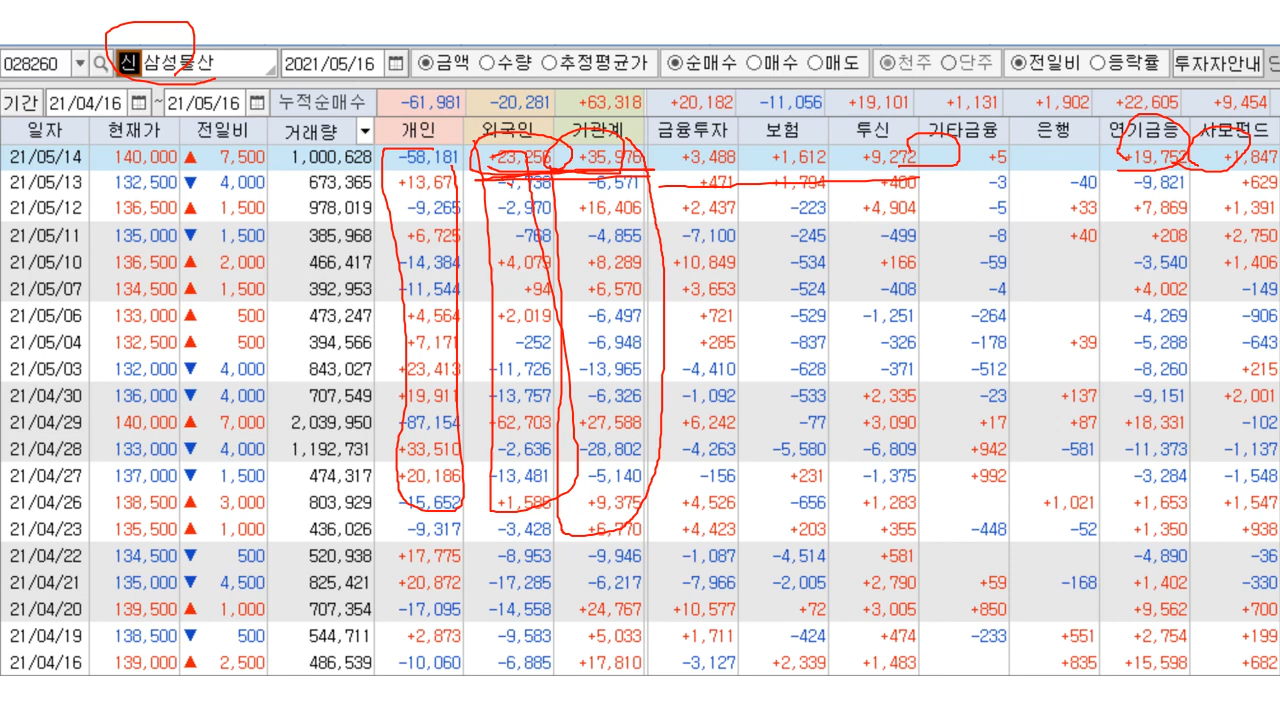 028260 신 삼성물산 2021/05/16 금액 수량 추정평균가 순매수 매수 매도 천주 단주 전일비 등락률 투자자안내
기간 21/04/16 ~ 21/05/16 누적순매수 -61,981 -20,281 +63,318 +20,182 -11,056 +19,101 +1,131 +1,902 +22,605 +9,454
일자 현재가 전일비 거래량 개인 외국인 기관계 금융투자 보험 투신 기타금융 은행 연기금등 사모펀드
21/05/14 140,000 ▲ 7,500 1,000,628 -58,181 +23,256 +35,976 +3,488 +1,612 +9,272 +5 +19,752 +1,847
21/05/13 132,500 ▼ 4,000 673,365 +13,671 -7,738 -6,571 +471 +1,794 +400 -3 -40 -9,821 +629
21/05/12 136,500 ▲ 1,500 978,019 -9,265 -2,970 +16,406 +2,437 -223 +4,904 -5 +33 +7,869 +1,391
21/05/11 135,000 ▼ 1,500 385,968 +6,725 -768 -4,855 -7,100 -245 -499 -8 +40 +208 +2,750
21/05/10 136,500 ▲ 2,000 466,417 -14,384 +4,079 +8,289 +10,849 -534 +166 -59 -3,540 +1,406
21/05/07 134,500 ▲ 1,500 392,953 -11,544 +94 +6,570 +3,653 -524 -408 -4 +4,002 -149
21/05/06 133,000 ▲ 500 473,247 +4,564 +2,019 -6,497 +721 -529 -1,251 -264 -4,269 -906
21/05/04 132,500 ▲ 500 394,566 +7,171 -252 -6,948 +285 -837 -326 -178 +39 -5,288 -643
21/05/03 132,000 ▼ 4,000 843,027 +23,413 -11,726 -13,965 -4,410 -628 -371 -512 -8,260 +215
21/04/30 136,000 ▼ 4,000 707,549 +19,911 -13,757 -6,326 -1,092 -533 +2,335 -23 +137 -9,151 +2,001
21/04/29 140,000 ▲ 7,000 2,039,950 -87,154 +62,703 +27,588 +6,242 -77 +3,090 +17 +87 +18,331 -102
21/04/28 133,000 ▼ 4,000 1,192,731 +33,510 -2,636 -28,802 -4,263 -5,580 -6,809 +942 -581 -11,373 -1,137
21/04/27 137,000 ▼ 1,500 474,317 +20,186 -13,481 -5,140 -156 +231 -1,375 +992 -3,284 -1,548
21/04/26 138,500 ▲ 3,000 803,929 -15,652 +1,586 +9,375 +4,526 -656 +1,283 +1,021 +1,653 +1,547
21/04/23 135,500 ▲ 1,000 436,026 -9,317 -3,428 +6,770 +4,423 +203 +355 -448 -52 +1,350 +938
21/04/22 134,500 ▼ 500 520,938 +17,775 -8,953 -9,946 -1,087 -4,514 +581 -4,890 -36
21/04/21 135,000 ▼ 4,500 825,421 +20,872 -17,285 -6,217 -7,966 -2,005 +2,790 +59 -168 +1,402 -330
21/04/20 139,500 ▲ 1,000 707,354 -17,095 -14,558 +24,767 +10,577 +72 +3,005 +850 +9,562 +700
21/04/19 138,500 ▼ 500 544,711 +2,873 -9,583 +5,033 +1,711 -424 +474 -233 +551 +2,754 +199
21/04/16 139,000 ▲ 2,500 486,539 -10,060 -6,885 +17,810 -3,127 +2,339 +1,483 +835 +15,598 +682